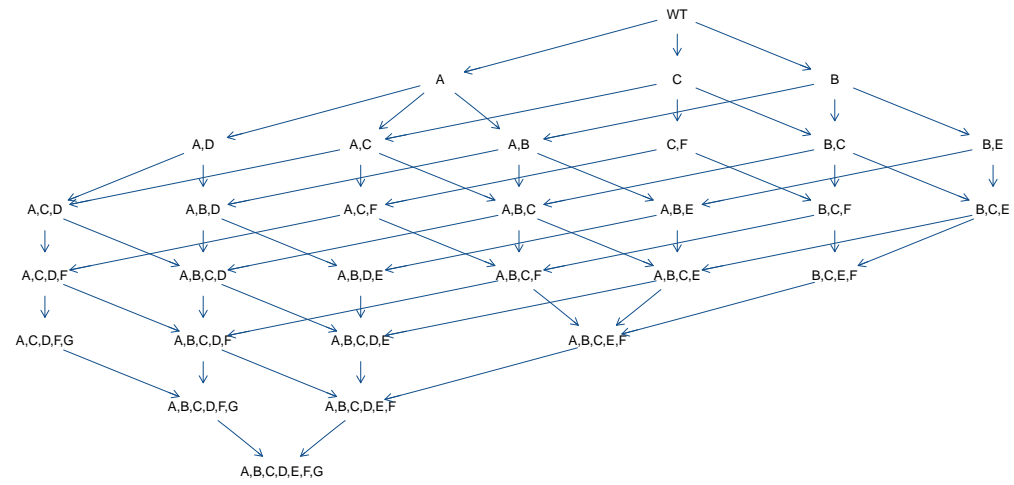 WT
A
C
B
A,D
A,C
A,B
C,F
B,C
B,E
A,C,D
A,B,D
A,C,F
A,B,C
A,B,E
B,C,F
B,C,E
A,C,D,F
A,B,C,D
A,B,D,E
A,B,C,F
A,B,C,E
B,C,E,F
A,C,D,F,G
A,B,C,D,F
A,B,C,D,E
A,B,C,E,F
A,B,C,D,F,G
A,B,C,D,E,F
A,B,C,D,E,F,G